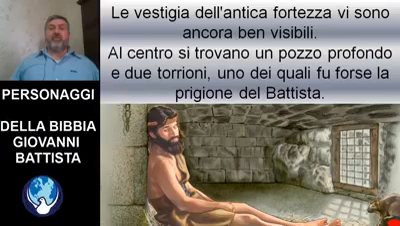 Le vestigia dell'antica fortezza vi sono
ancora ben visibili.
Al centro si trovano un pozzo profondo
e due torrioni, uno dei quali fu forse la
prigione del Battista.
PERSONAGGI
DELLA BIBBIA
GIOVANNI
BATTISTA